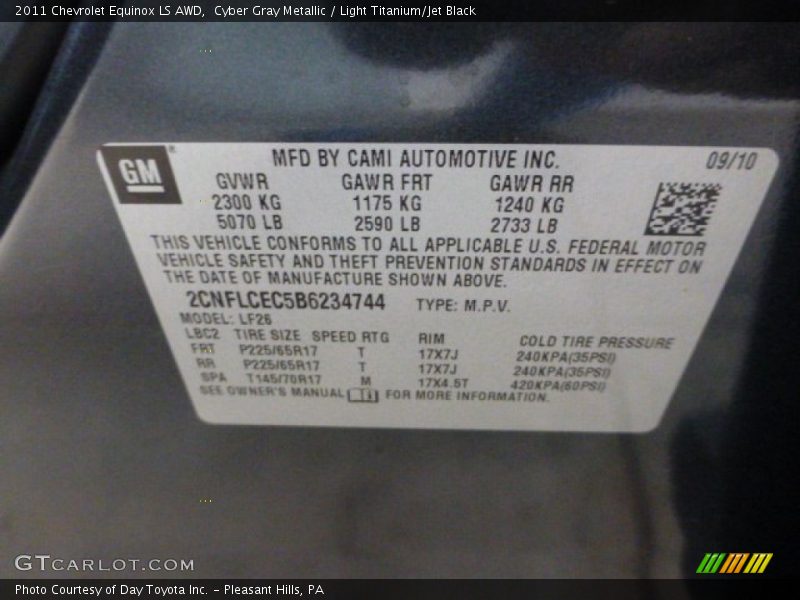 2011 Chevrolet Equinox LS AWD,  Cyber Gray Metallic / Light Titanium/Jet Black
GM® MFD BY CAMI AUTOMOTIVE INC. 09/10
GVWR GAWR FRT GAWR RR
2300 KG 1175 KG 1240 KG
5070 LB 2590 LB 2733 LB
THIS VEHICLE CONFORMS TO ALL APPLICABLE U.S. FEDERAL MOTOR
VEHICLE SAFETY AND THEFT PREVENTION STANDARDS IN EFFECT ON
THE DATE OF MANUFACTURE SHOWN ABOVE.
2CNFLCEC5B6234744 TYPE: M.P.V.
MODEL: LF26
LBC2 TIRE SIZE SPEED RTG RIM COLD TIRE PRESSURE
FRT P225/65R17 T 17X7J 240KPA(35PSI)
RR P225/65R17 T 17X7J 240KPA(35PSI)
SPA T145/70R17 M 17X4.5T 420KPA(60PSI)
SEE OWNER'S MANUAL FOR MORE INFORMATION.
GTCARLOT.COM
Photo Courtesy of Day Toyota Inc. – Pleasant Hills, PA